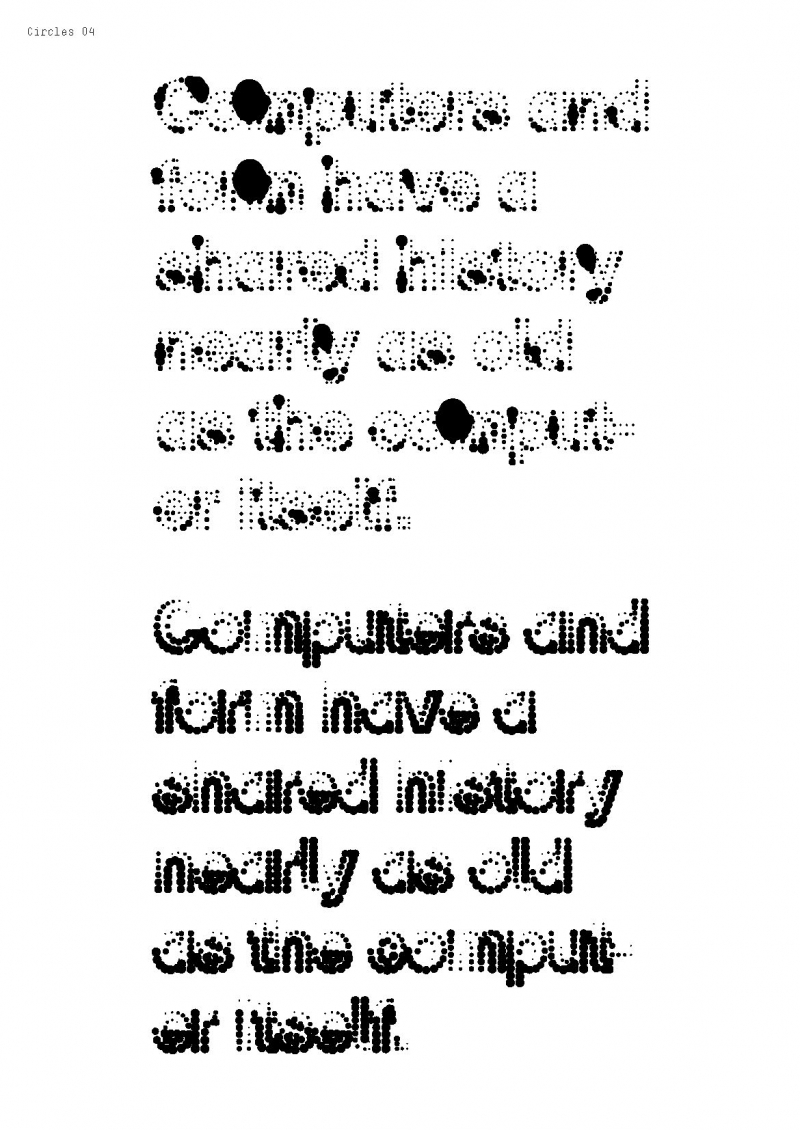 Circles 04
Computers and
form have a
shared history
nearly as old
as the comput-
er itself.
Computers and
form have a
shared history
nearly as old
as the comput-
er itself.